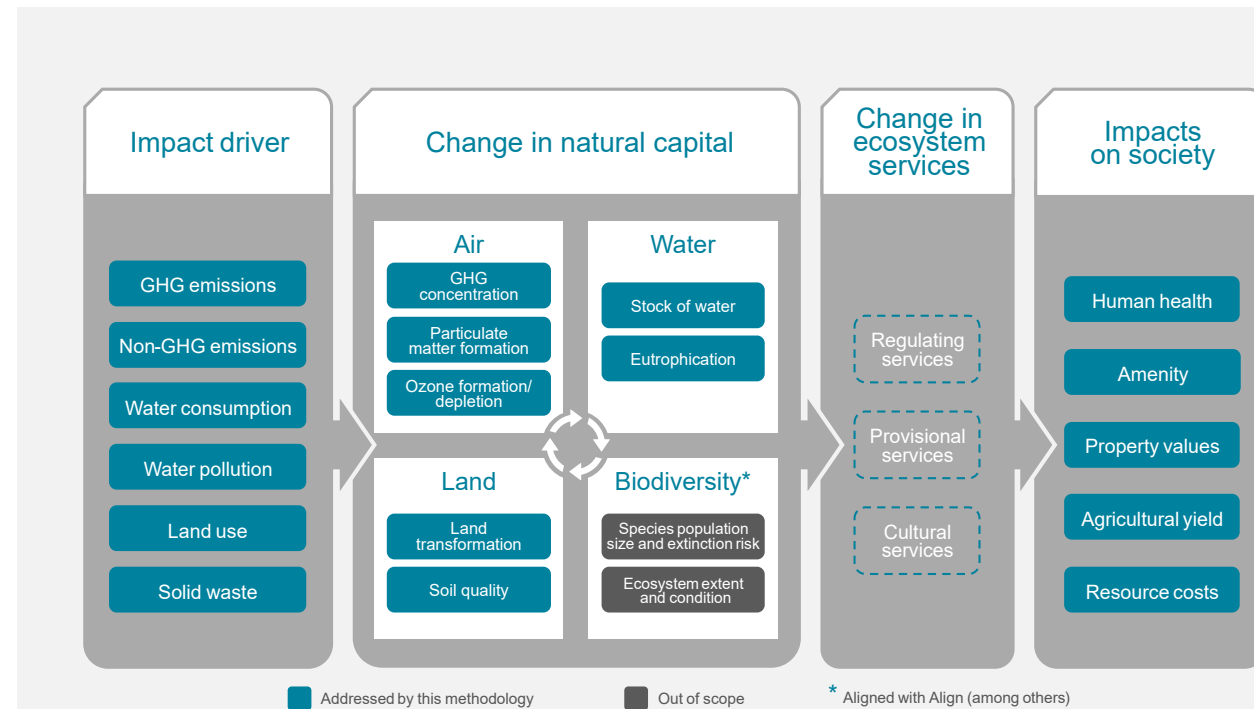 Impact driver
GHG emissions
Non-GHG emissions
Water consumption
Water pollution
Land use
Solid waste
Change in natural capital
Air
GHG
concentration
Particulate
matter formation
Ozone formation/
depletion
Water
Stock of water
Eutrophication
Land
Land
transformation
Soil quality
Biodiversity*
Species population
size and extinction risk
Ecosystem extent
and condition
Change in
ecosystem
services
Regulating
services
Provisional
services
Cultural
services
Impacts
on society
Human health
Amenity
Property values
Agricultural yield
Resource costs
Addressed by this methodology
Out of scope
* Aligned with Align (among others)